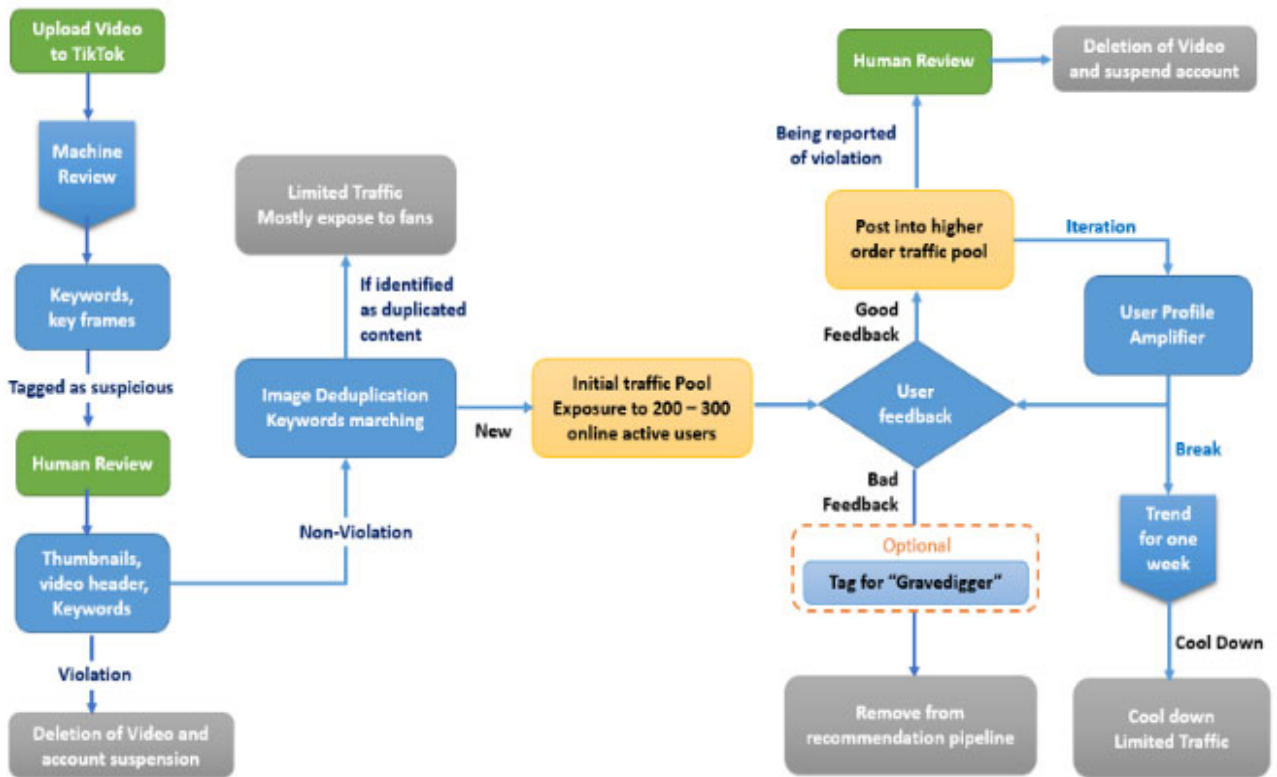 Upload Video
to TikTok
Machine
Review
Keywords,
key frames
Tagged as suspicious
Human Review
Thumbnails,
video header,
Keywords
Violation
Deletion of Video and
account suspension
Non-Violation
Limited Traffic
Mostly expose to fans
If identified
as duplicated
content
Image Deduplication
Keywords marching
New
Initial traffic Pool
Exposure to 200 – 300
online active users
Human Review
Deletion of Video
and suspend account
Being reported
of violation
Post into higher
order traffic pool
Iteration
User Profile
Amplifier
Good
Feedback
User
feedback
Bad
Feedback
Optional
Tag for “Gravedigger”
Remove from
recommendation pipeline
Break
Trend
for one
week
Cool Down
Cool down
Limited Traffic